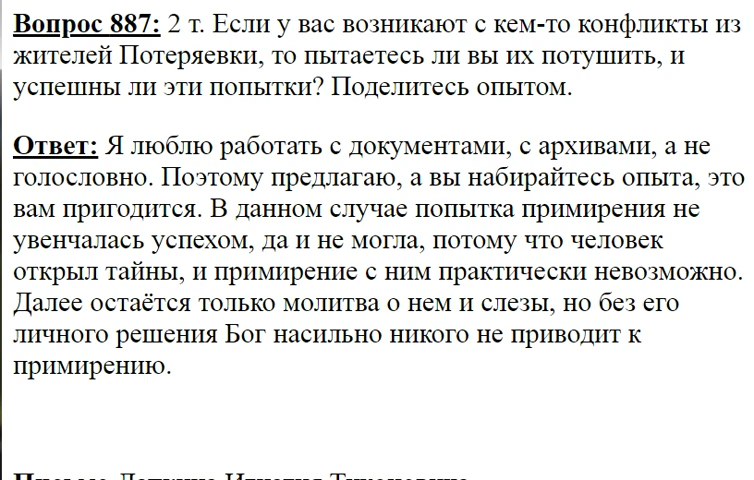 Вопрос 887: 2 т. Если у вас возникают с кем-то конфликты из
жителей Потеряевки, то пытаетесь ли вы их потушить, и
успешны ли эти попытки? Поделитесь опытом.
Ответ: Я люблю работать с документами, с архивами, а не
голословно. Поэтому предлагаю, а вы набирайтесь опыта, это
вам пригодится. В данном случае попытка примирения не
увенчалась успехом, да и не могла, потому что человек
открыл тайны, и примирение с ним практически невозможно.
Далее остаётся только молитва о нем и слезы, но без его
личного решения Бог насильно никого не приводит к
примирению.